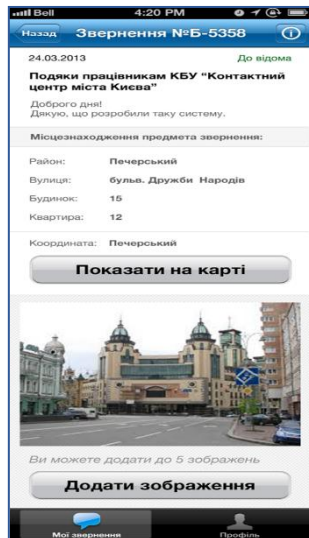 Bell 4:20 PM
Назад Звернення №Б-5358
24.03.2013 До відома
Подяки працівникам КБУ “Контактний
центр міста Києва”
Доброго дня!
Дякую, що розробили таку систему.
Місцезнаходження предмета звернення:
Район: Печерський
Вулиця: бульв. Дружби Народів
Будинок: 15
Квартира: 12
Координата: Печерський
Показати на карті
Ви можете додати до 5 зображень
Додати зображення
Мої звернення Профіль